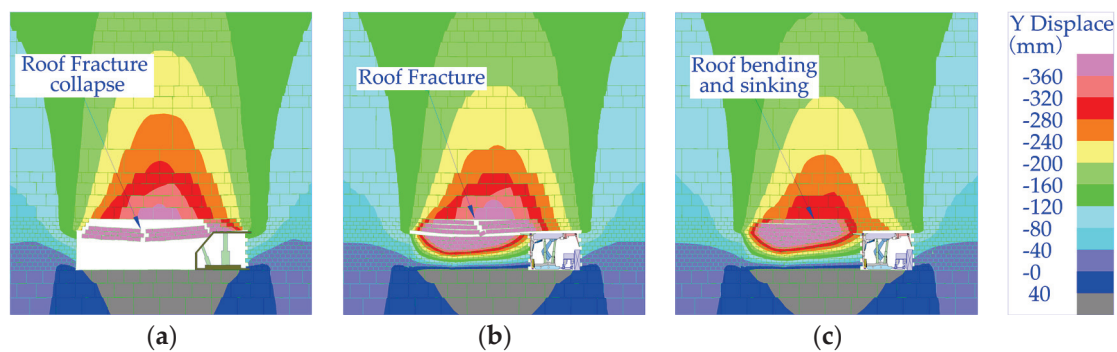 Roof Fracture
collapse
Roof Fracture
Roof bending
and sinking
Y Displace
(mm)
-360
-320
-280
-240
-200
-160
-120
-80
-40
-0
40
(a)
(b)
(c)